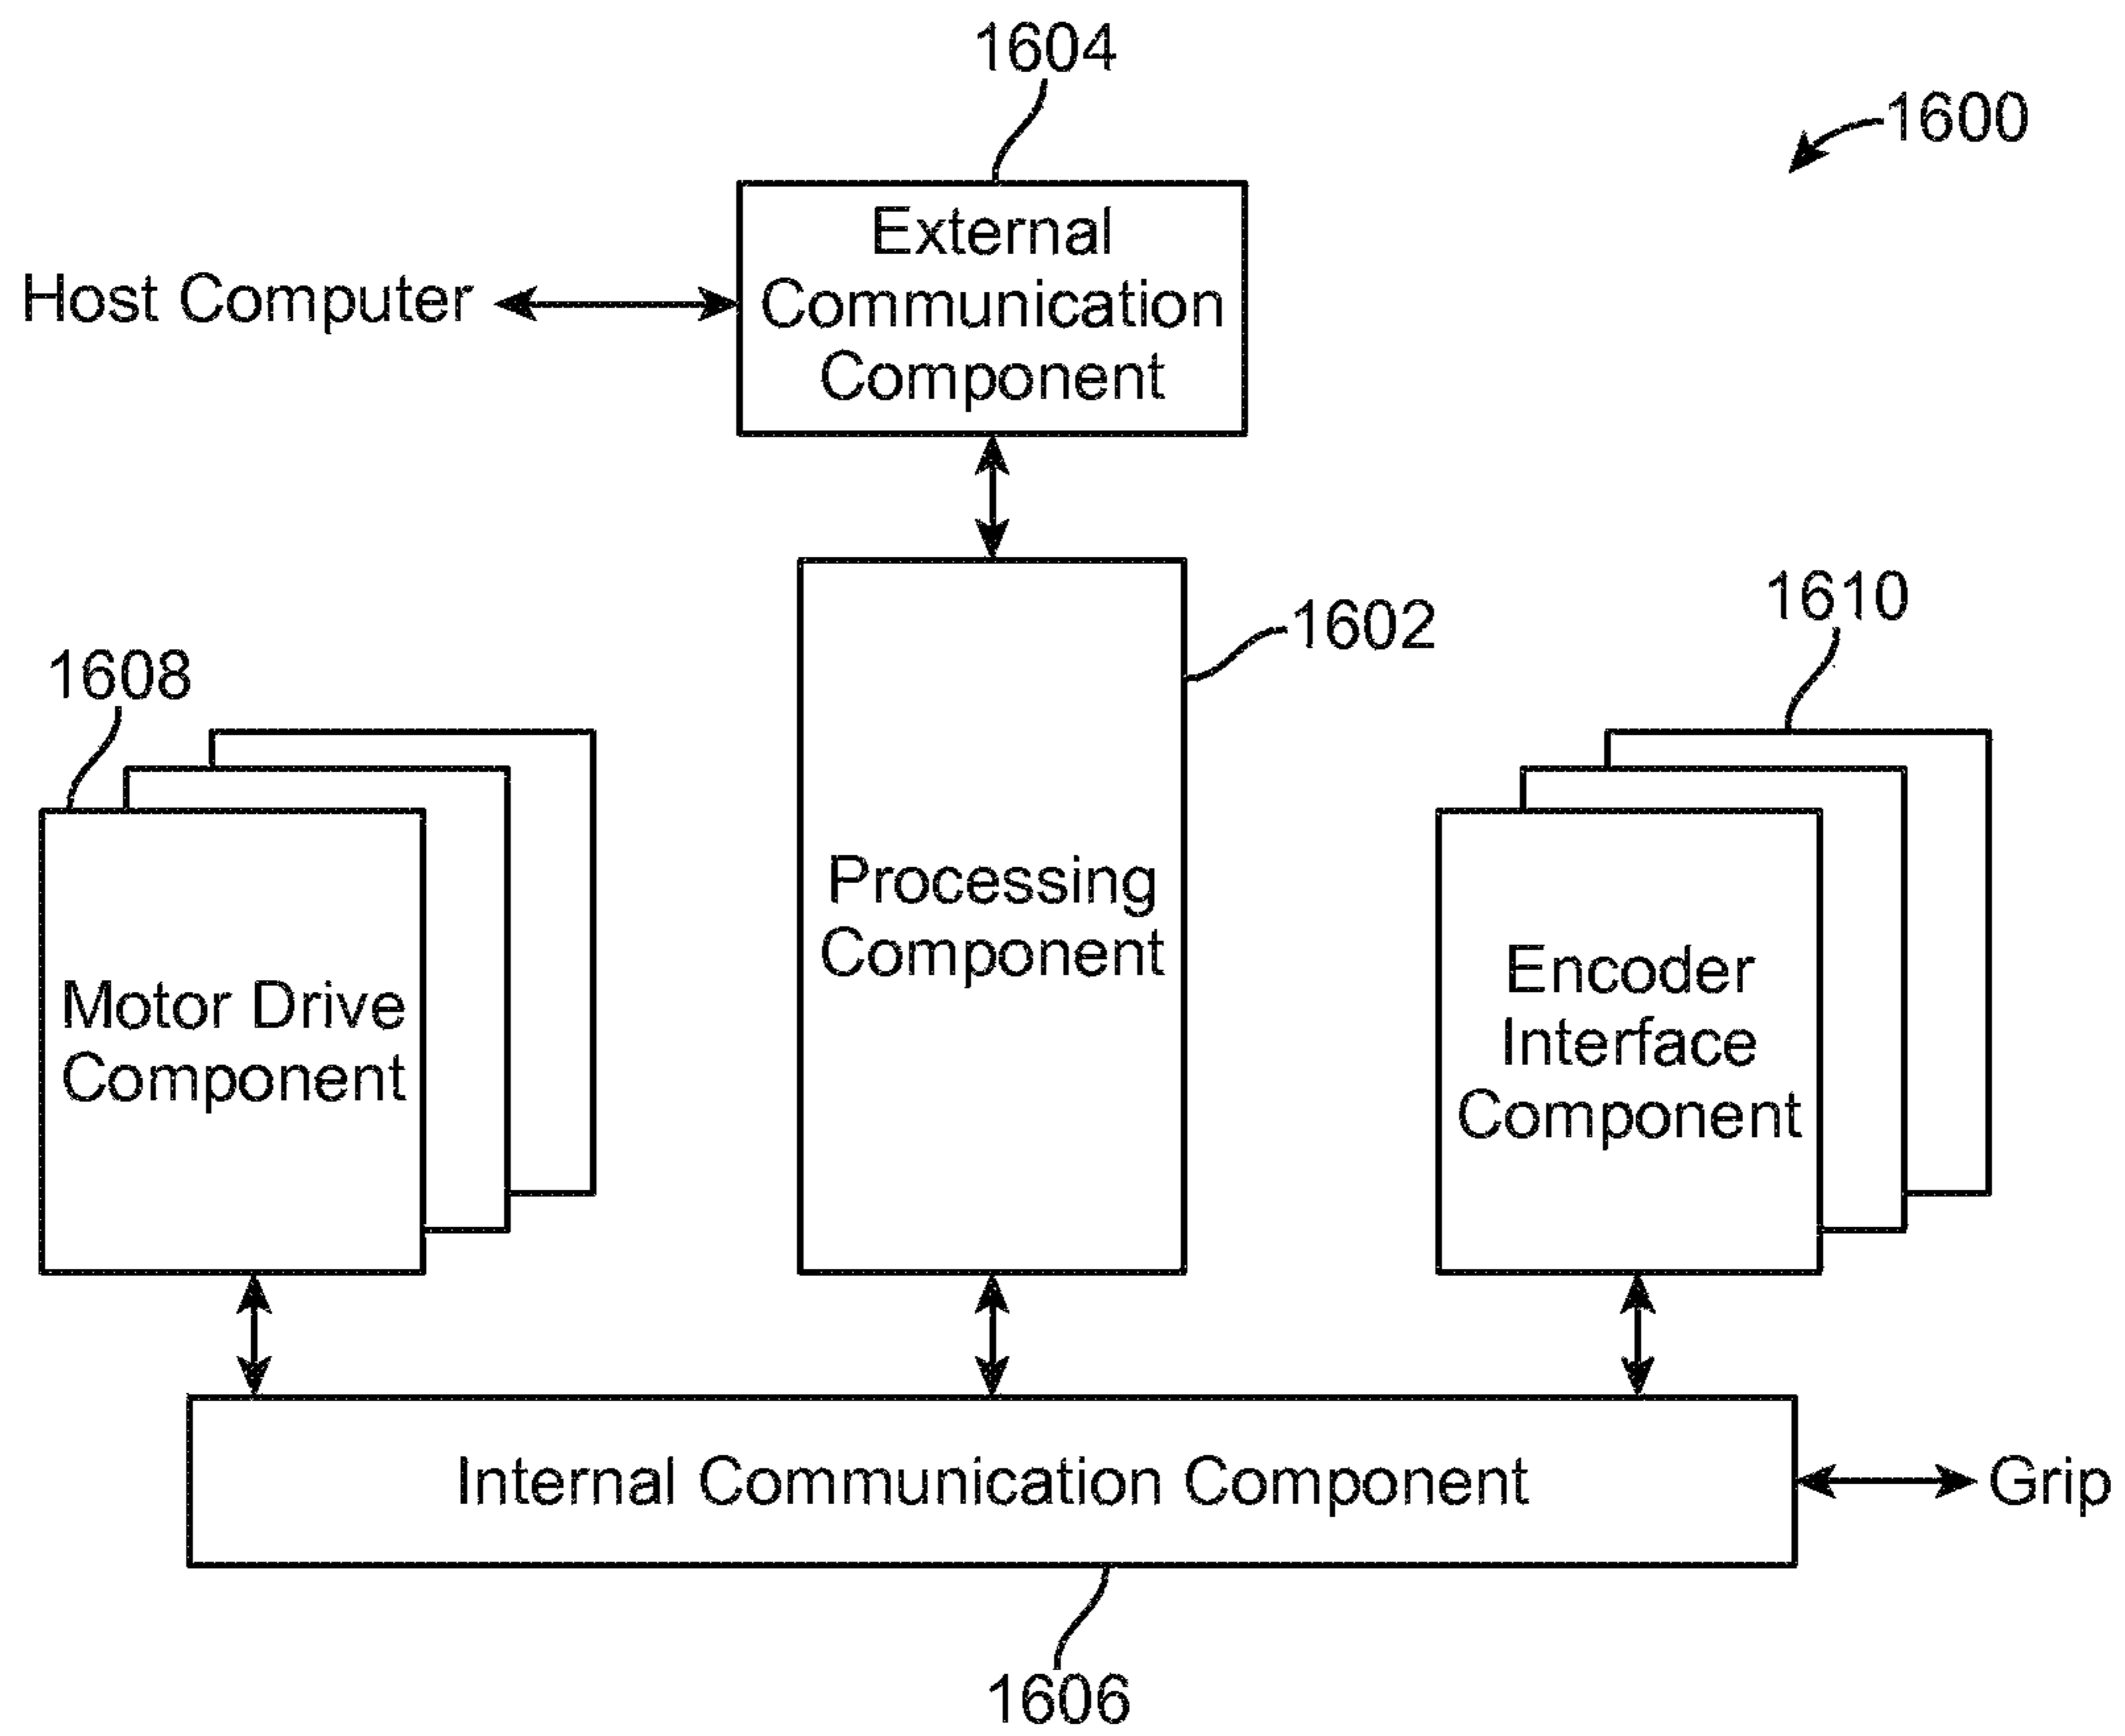 1604
1600
External
Communication
Component
Host Computer
1602
1610
1608
Processing
Component
Motor Drive
Component
Encoder
Interface
Component
Internal Communication Component
Grip
1606